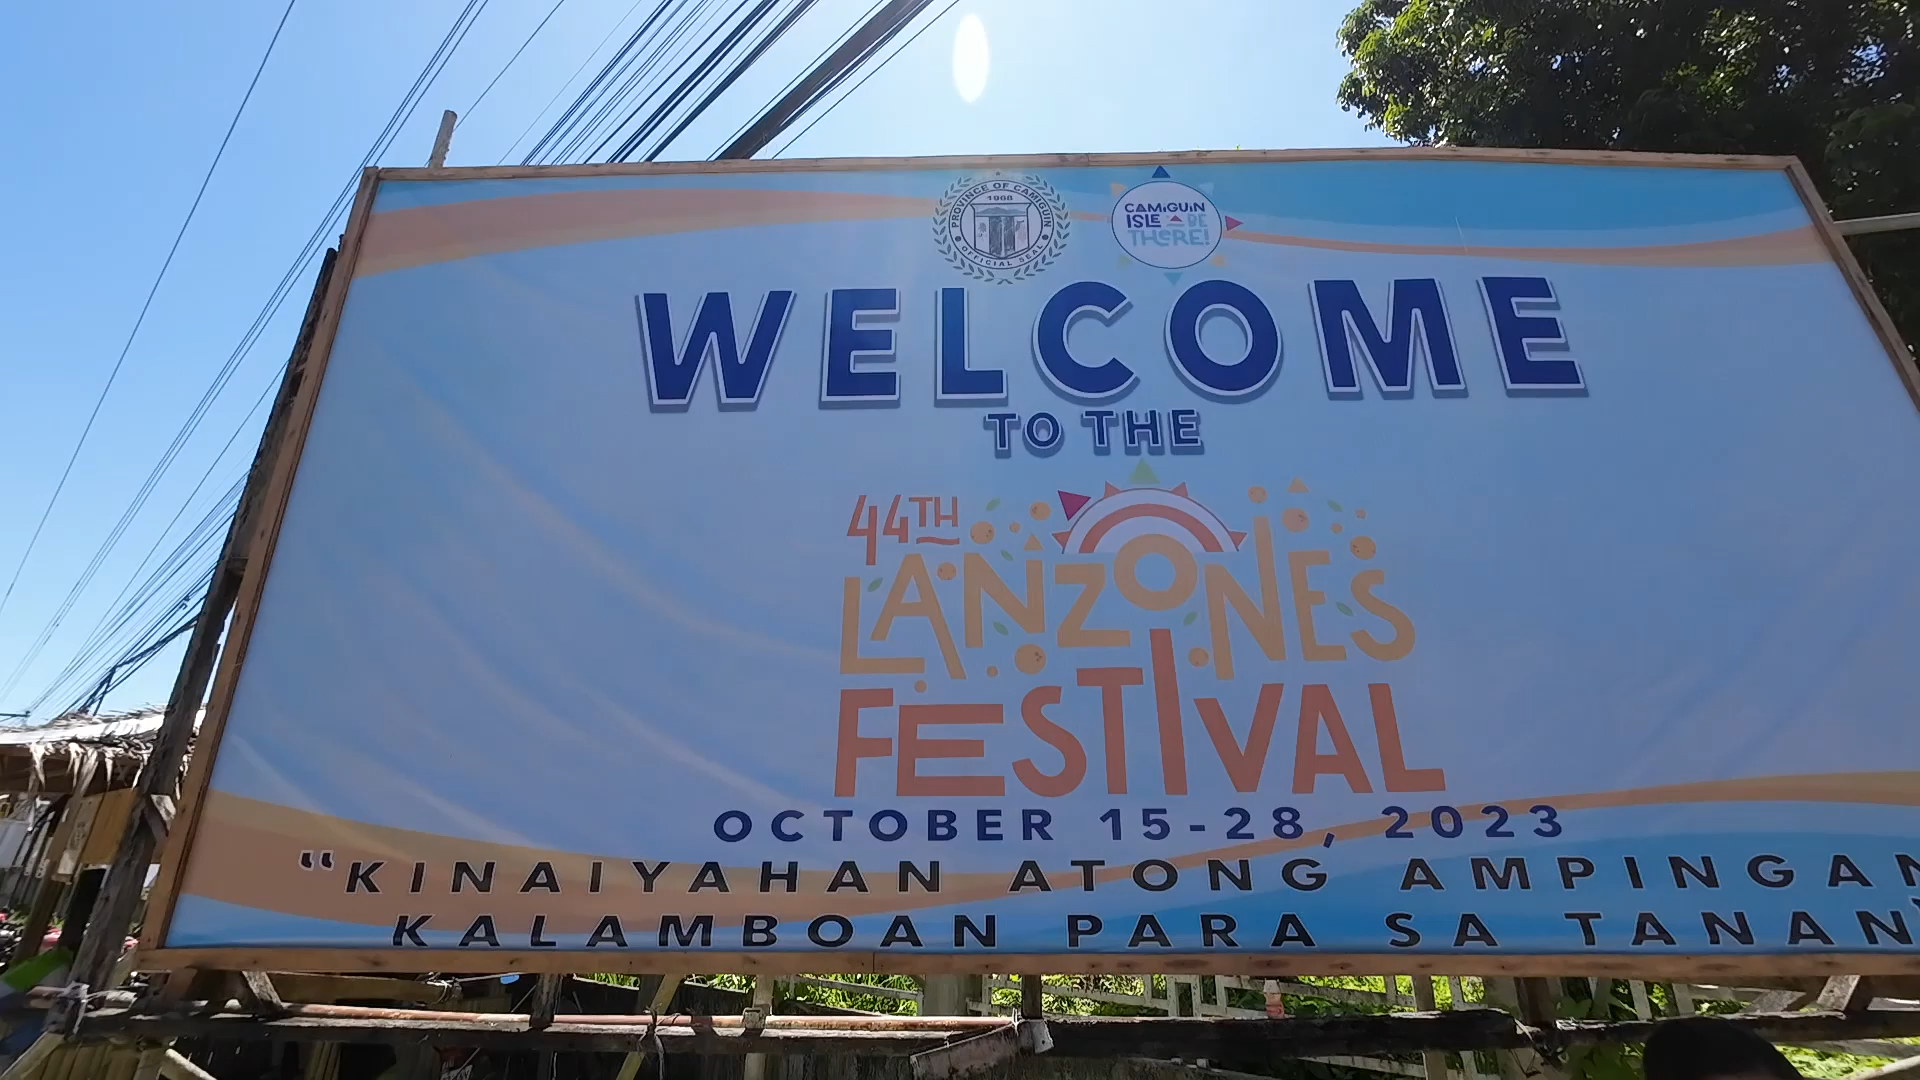 PROVINCE OF CAMIGUIN
1968
OFFICIAL SEAL
CAMIGUIN
ISLE BE
THERE!
WELCOME
TO THE
44TH
LANZONES
FESTIVAL
OCTOBER 15-28, 2023
“KINAIYAHAN ATONG AMPINGAN
KALAMBOAN PARA SA TANAN”